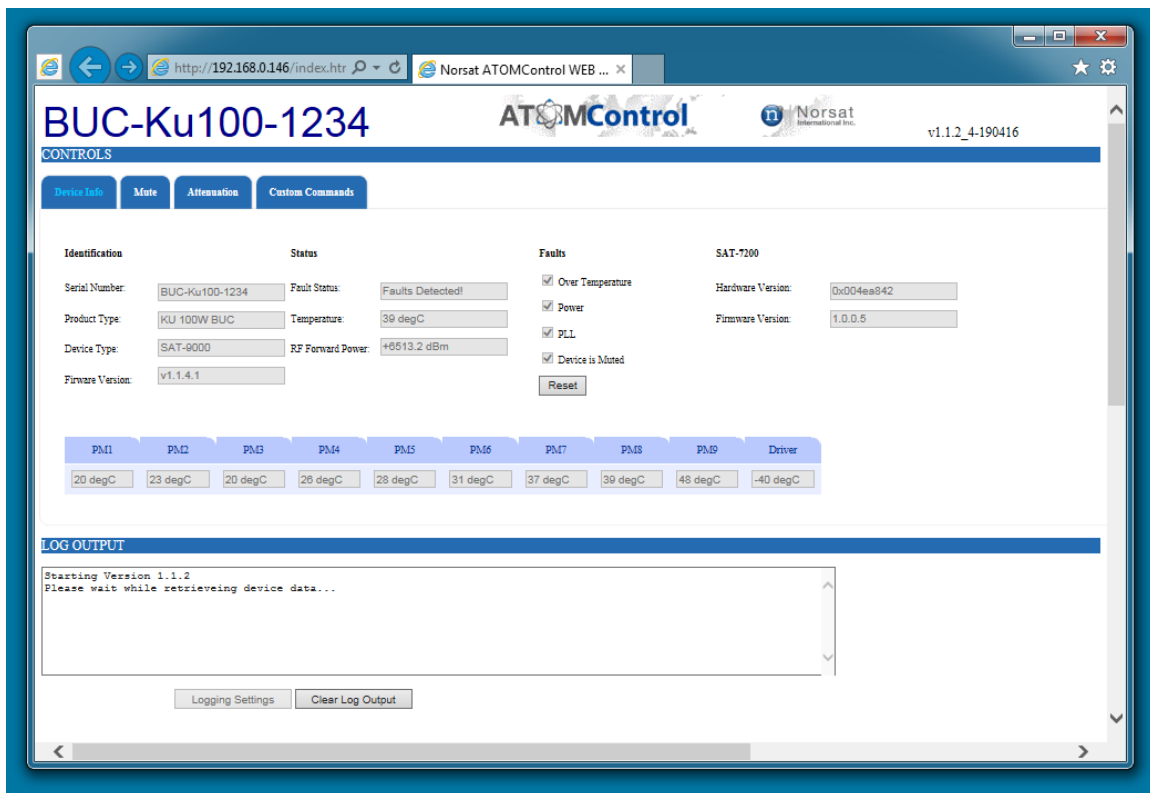 http://192.168.0.146/index.htr
Norsat ATOMControl WEB ...
BUC-Ku100-1234
ATOMControl
n Norsat
International Inc.
v1.1.2_4-190416
CONTROLS
Device Info Mute Attenuation Custom Commands
Identification Status Faults SAT-7200
Serial Number: BUC-Ku100-1234 Fault Status: Faults Detected! Over Temperature Hardware Version: 0x004ea842
Product Type: KU 100W BUC Temperature: 39 degC Power Firmware Version: 1.0.0.5
Device Type: SAT-9000 RF Forward Power: +6513.2 dBm PLL
Firware Version: v1.1.4.1 Device is Muted
Reset
PM1 PM2 PM3 PM4 PM5 PM6 PM7 PM8 PM9 Driver
20 degC 23 degC 20 degC 26 degC 28 degC 31 degC 37 degC 39 degC 48 degC -40 degC
LOG OUTPUT
Starting Version 1.1.2
Please wait while retrieveing device data...
Logging Settings Clear Log Output